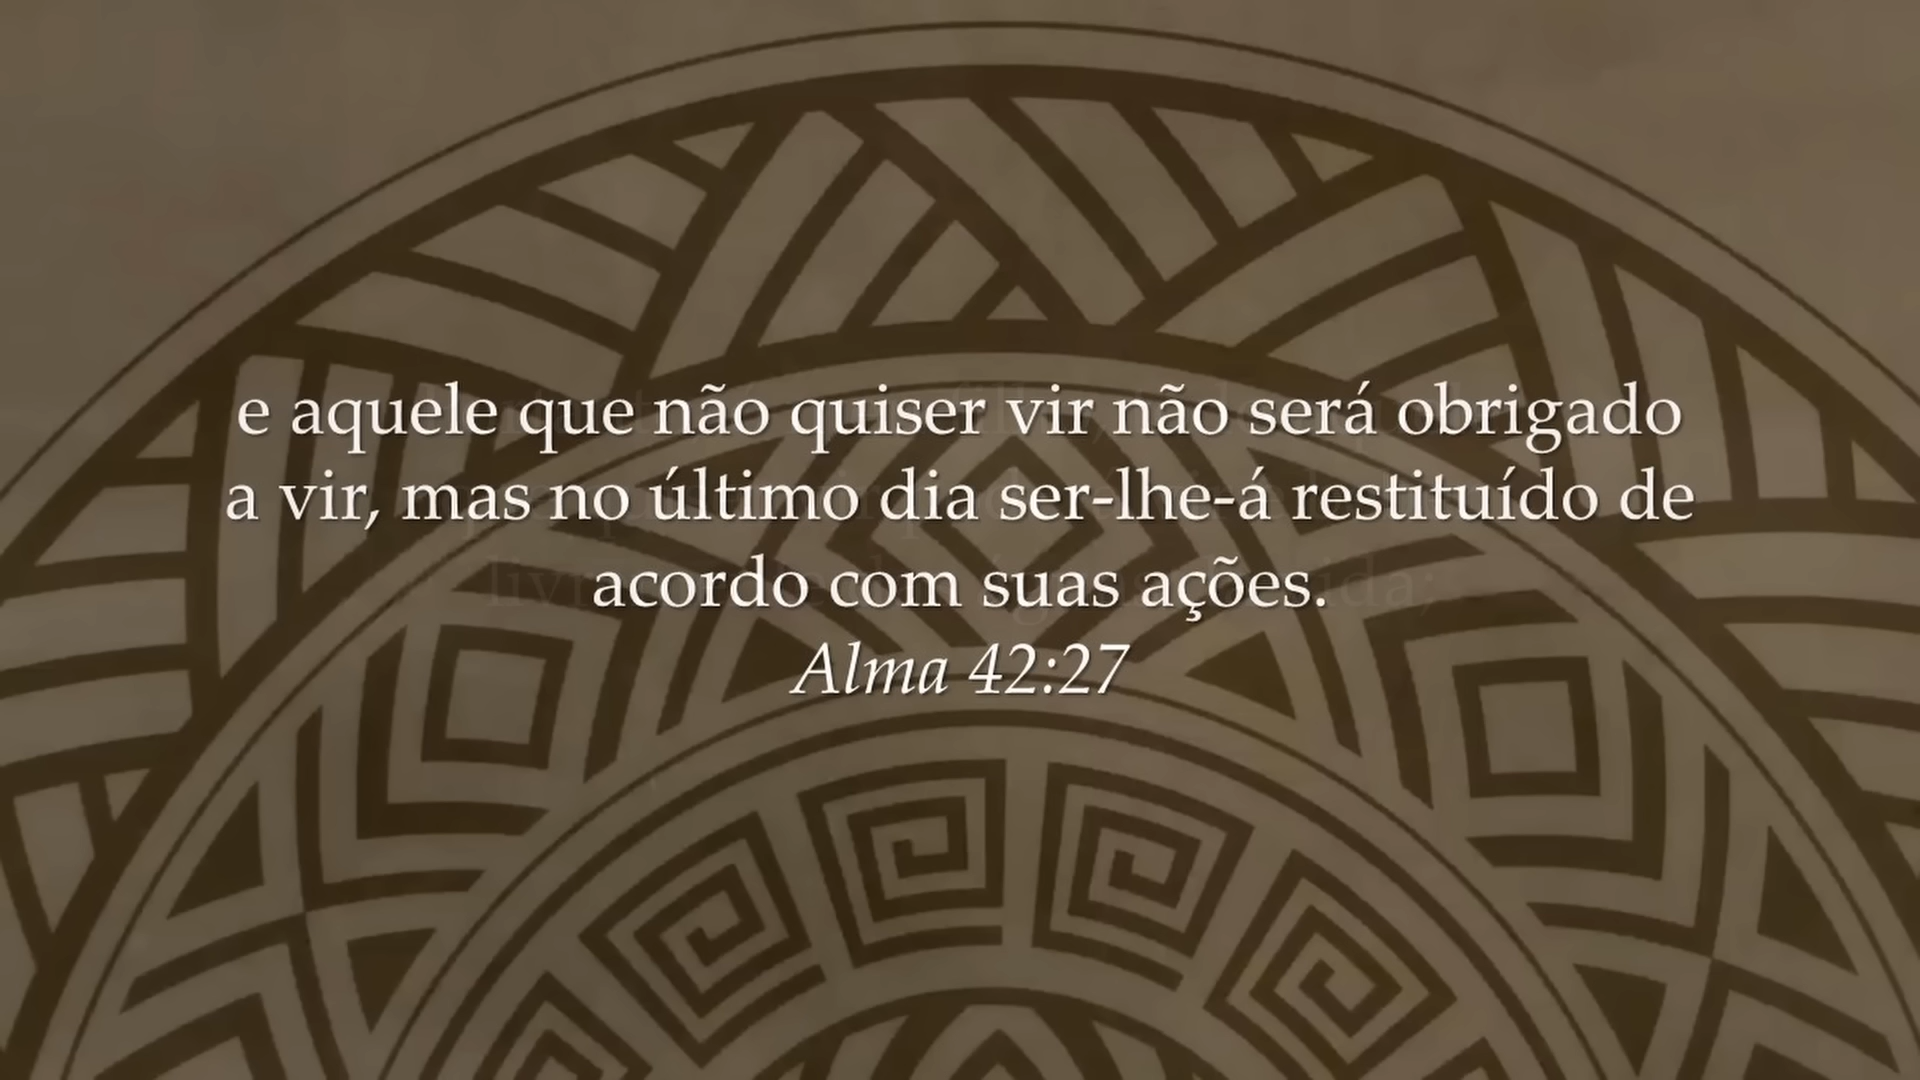 e aquele que não quiser vir não será obrigado
a vir, mas no último dia ser-lhe-á restituído de
acordo com suas ações.
Alma 42:27